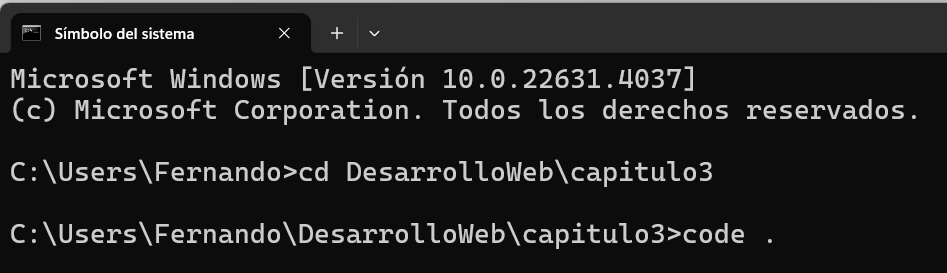 Símbolo del sistema
Microsoft Windows [Versión 10.0.22631.4037]
(c) Microsoft Corporation. Todos los derechos reservados.
C:\Users\Fernando>cd DesarrolloWeb\capitulo3
C:\Users\Fernando\DesarrolloWeb\capitulo3>code .